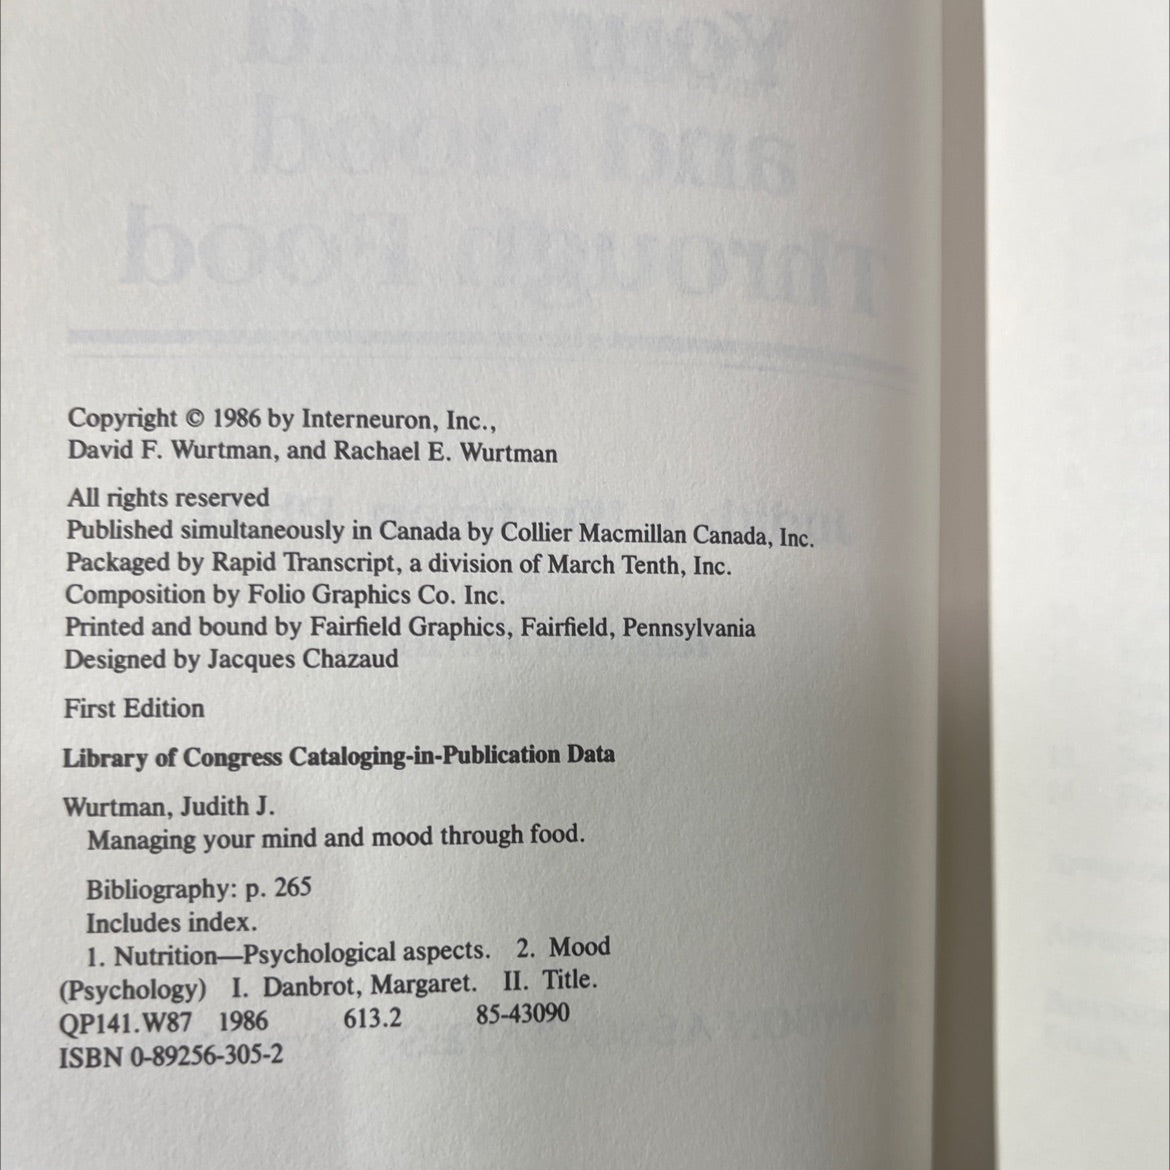 Copyright © 1986 by Interneuron, Inc.,
David F. Wurtman, and Rachael E. Wurtman
All rights reserved
Published simultaneously in Canada by Collier Macmillan Canada, Inc.
Packaged by Rapid Transcript, a division of March Tenth, Inc.
Composition by Folio Graphics Co. Inc.
Printed and bound by Fairfield Graphics, Fairfield, Pennsylvania
Designed by Jacques Chazaud
First Edition
Library of Congress Cataloging-in-Publication Data
Wurtman, Judith J.
Managing your mind and mood through food.
Bibliography: p. 265
Includes index.
1. Nutrition—Psychological aspects. 2. Mood
(Psychology) I. Danbrot, Margaret. II. Title.
QP141.W87 1986 613.2 85-43090
ISBN 0-89256-305-2